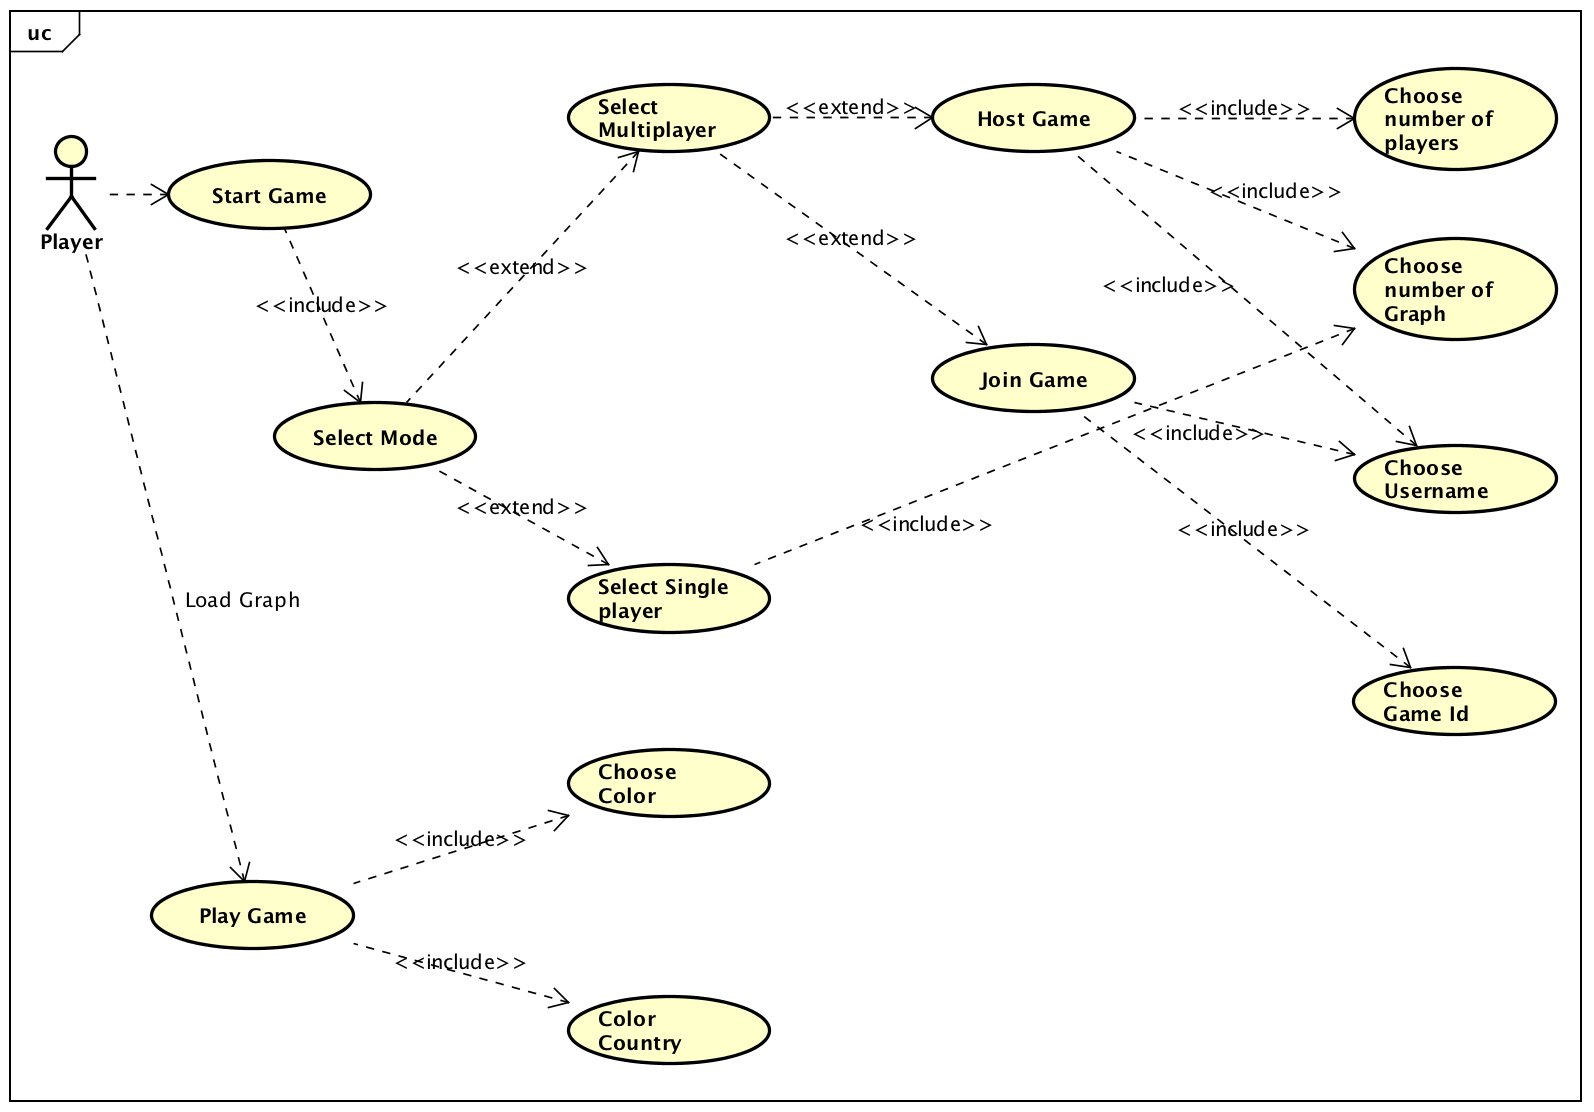 uc
Select
Multiplayer
<<extend>>
Host Game
<<include>>
Choose
number of
players
Start Game
Player
<<include>>
<<extend>>
<<extend>>
<<include>>
Choose
number of
Graph
<<include>>
Join Game
Select Mode
<<include>>
Choose
Username
<<extend>>
<<include>>
<<include>>
Select Single
player
Load Graph
Choose
Game Id
Choose
Color
<<include>>
Play Game
<<include>>
Color
Country